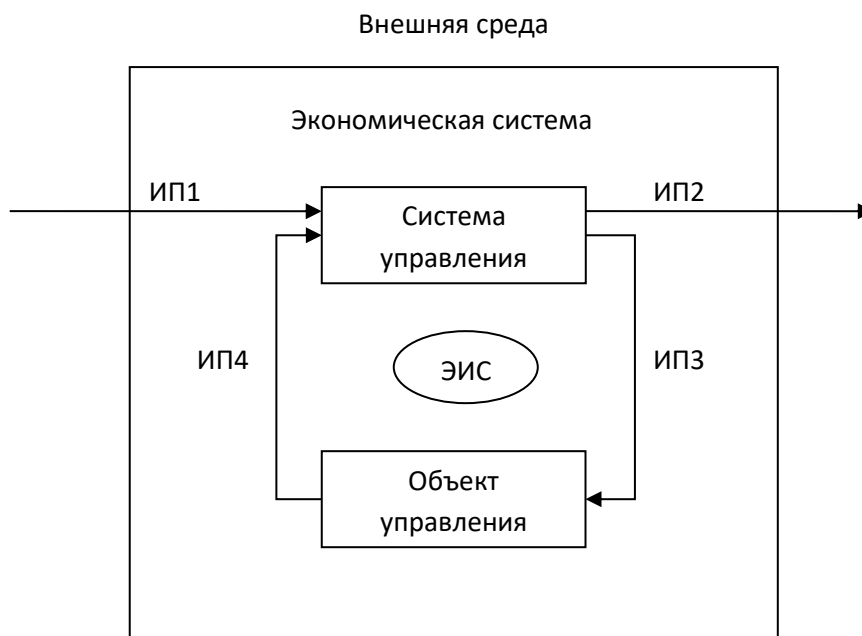 Внешняя среда
Экономическая система
ИП1
ИП2
Система
управления
ИП4
ЭИС
ИП3
Объект
управления